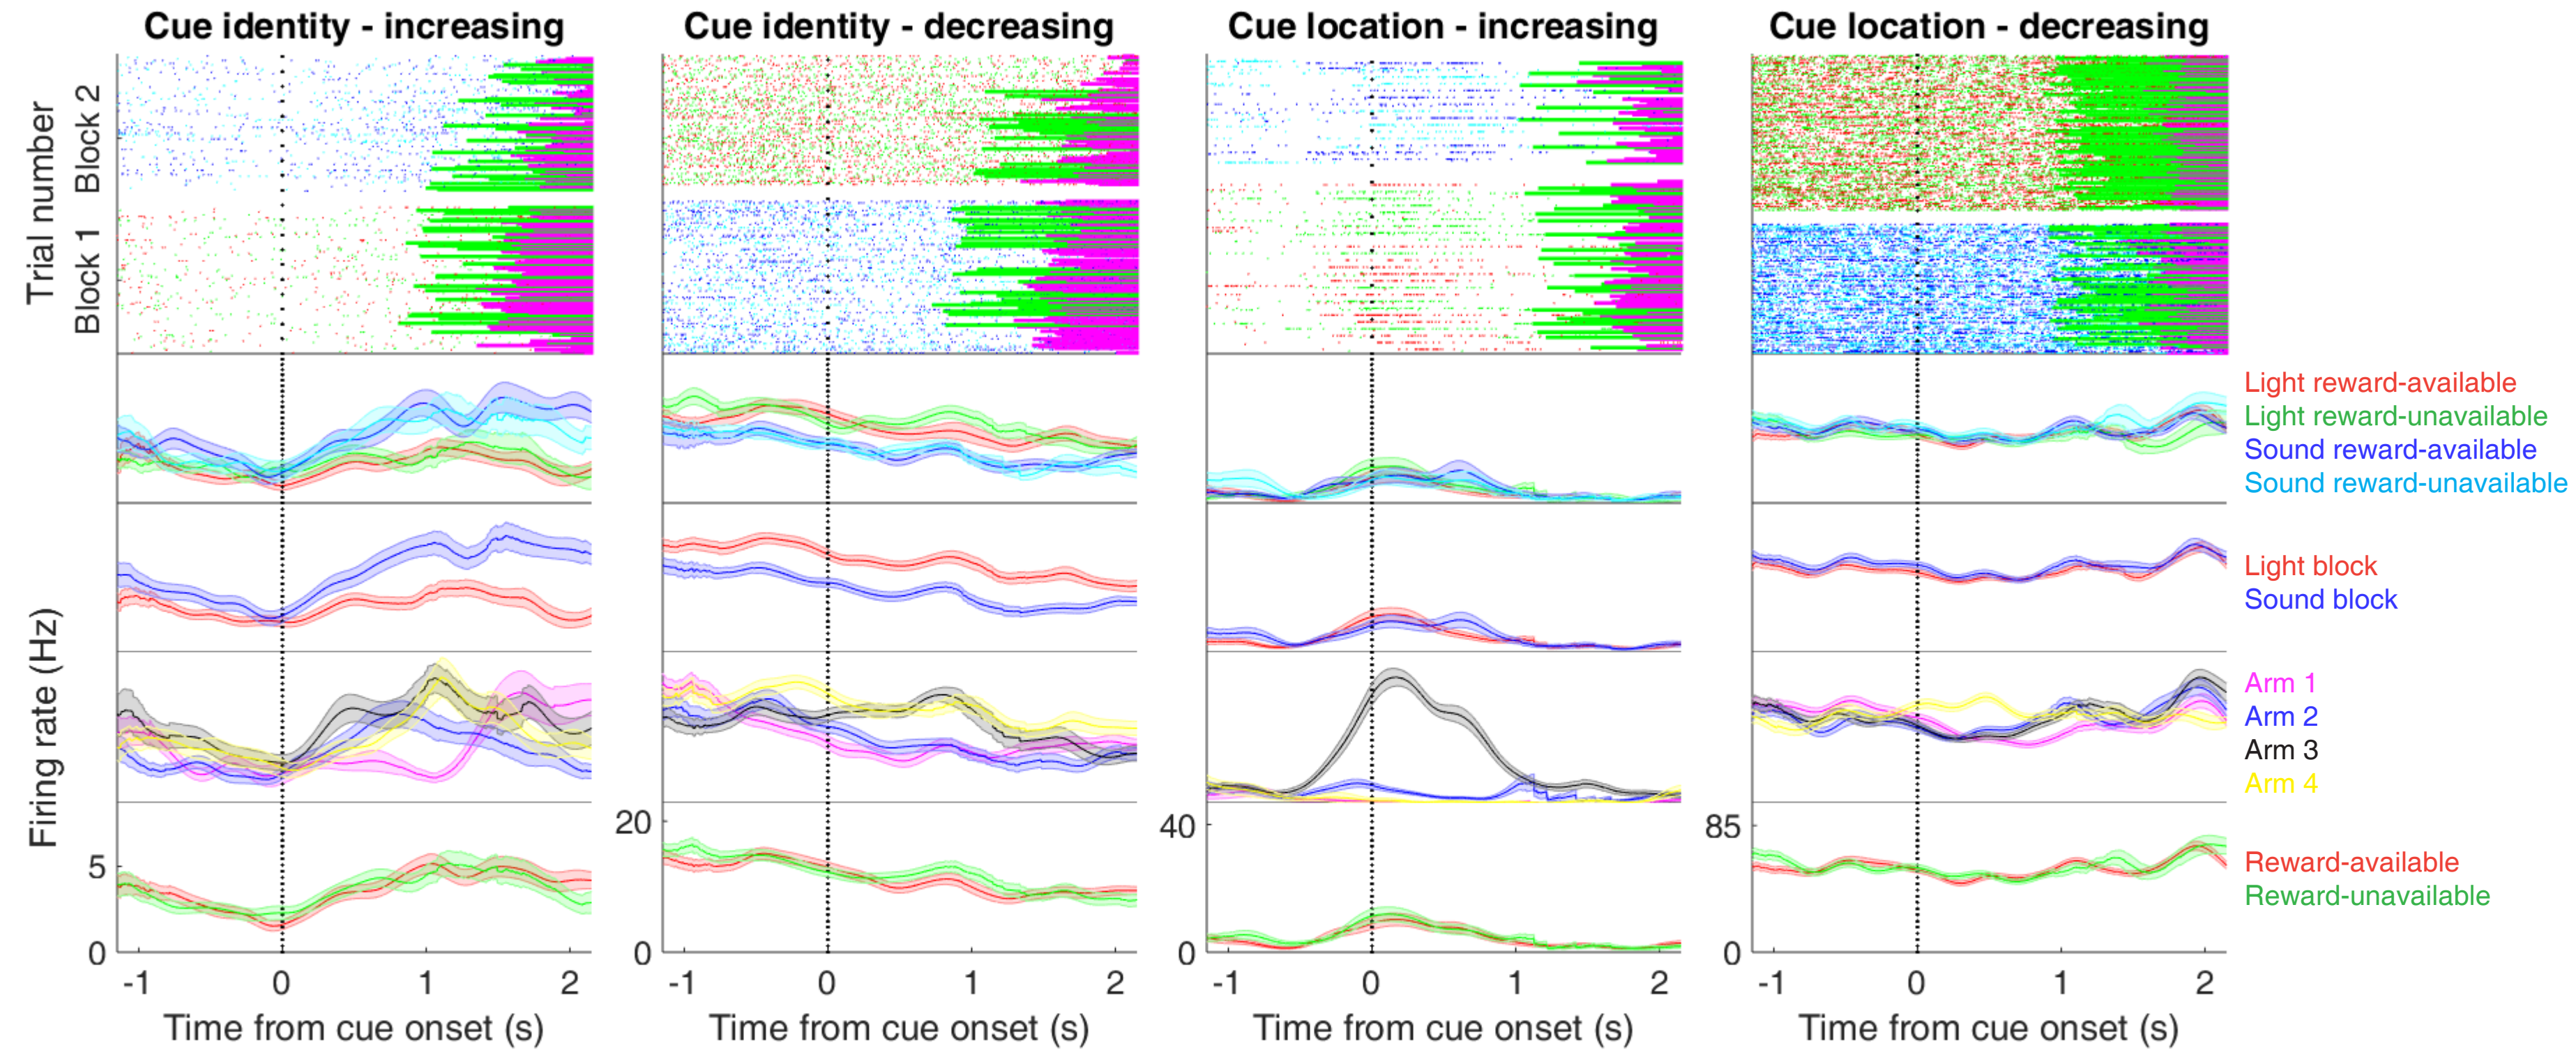 Cue identity - increasing
Cue identity - decreasing
Cue location - increasing
Cue location - decreasing
Trial number
Block 2
Block 1
Light reward-available
Light reward-unavailable
Sound reward-available
Sound reward-unavailable
Light block
Sound block
Arm 1
Arm 2
Arm 3
Arm 4
Reward-available
Reward-unavailable
Firing rate (Hz)
5
0
20
0
40
0
85
0
-1 0 1 2
-1 0 1 2
-1 0 1 2
-1 0 1 2
Time from cue onset (s)
Time from cue onset (s)
Time from cue onset (s)
Time from cue onset (s)